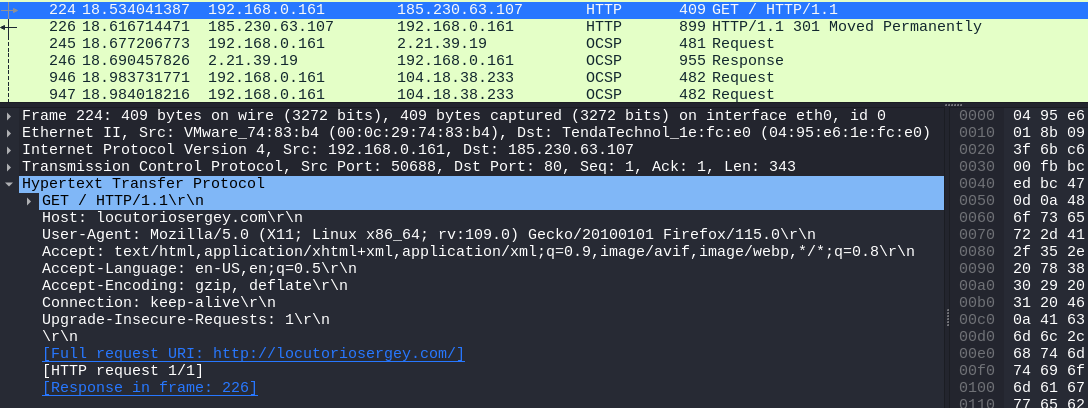 224 18.534041387 192.168.0.161 185.230.63.107 HTTP 409 GET / HTTP/1.1
226 18.616714471 185.230.63.107 192.168.0.161 HTTP 899 HTTP/1.1 301 Moved Permanently
245 18.677206773 192.168.0.161 2.21.39.19 OCSP 481 Request
246 18.690457826 2.21.39.19 192.168.0.161 OCSP 955 Response
946 18.983731771 192.168.0.161 104.18.38.233 OCSP 482 Request
947 18.984018216 192.168.0.161 104.18.38.233 OCSP 482 Request
Frame 224: 409 bytes on wire (3272 bits), 409 bytes captured (3272 bits) on interface eth0, id 0
Ethernet II, Src: VMware_74:83:b4 (00:0c:29:74:83:b4), Dst: TendaTechnol_1e:fc:e0 (04:95:e6:1e:fc:e0)
Internet Protocol Version 4, Src: 192.168.0.161, Dst: 185.230.63.107
Transmission Control Protocol, Src Port: 50688, Dst Port: 80, Seq: 1, Ack: 1, Len: 343
Hypertext Transfer Protocol
GET / HTTP/1.1\r\n
Host: locutoriosergey.com\r\n
User-Agent: Mozilla/5.0 (X11; Linux x86_64; rv:109.0) Gecko/20100101 Firefox/115.0\r\n
Accept: text/html,application/xhtml+xml,application/xml;q=0.9,image/avif,image/webp,*/*;q=0.8\r\n
Accept-Language: en-US,en;q=0.5\r\n
Accept-Encoding: gzip, deflate\r\n
Connection: keep-alive\r\n
Upgrade-Insecure-Requests: 1\r\n
\r\n
[Full request URI: http://locutoriosergey.com/]
[HTTP request 1/1]
[Response in frame: 226]
0000 04 95 e6
0010 01 8b 09
0020 3f 6b c6
0030 00 fb bc
0040 ed bc 47
0050 0d 0a 48
0060 6f 73 65
0070 72 2d 41
0080 2f 35 2e
0090 20 78 38
00a0 30 29 20
00b0 31 20 46
00c0 0a 41 63
00d0 6d 6c 2c
00e0 68 74 6d
00f0 74 69 6f
0100 6d 61 67
0110 77 65 62